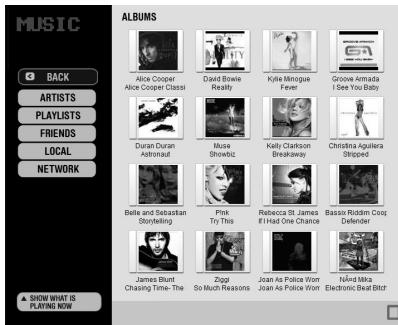 MUSIC
ALBUMS
BACK
ARTISTS
PLAYLISTS
FRIENDS
LOCAL
NETWORK
SHOW WHAT IS
PLAYING NOW
Alice Cooper
Alice Cooper Classi
David Bowie
Reality
Kylie Minogue
Fever
Groove Armada
I See You Baby
Duran Duran
Astronaut
Muse
Showbiz
Kelly Clarkson
Breakaway
Christina Aguilera
Stripped
Belle and Sebastian
Storytelling
P!nk
Try This
Rebecca St. James
If I Had One Chance
Bassix Riddim Coop
Defender
James Blunt
Chasing Time- The
Ziggi
So Much Reasons
Joan As Police Wom
Joan As Police Wom
NÃ¤d Mika
Electronic Beat Bitch